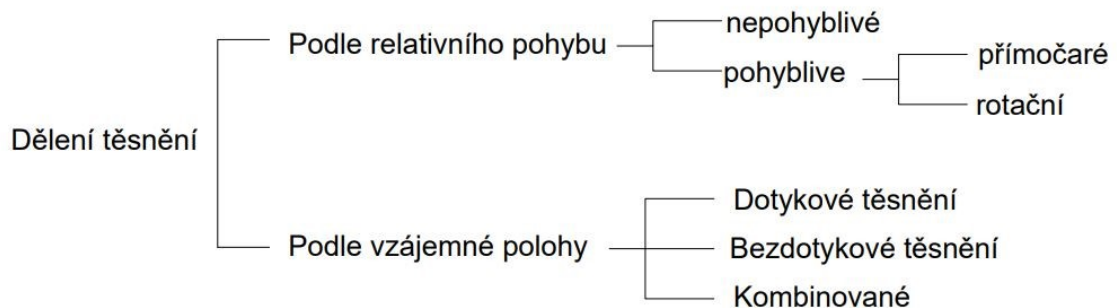 Dělení těsnění
Podle relativního pohybu
nepohyblivé
pohyblive
přímočaré
rotační
Podle vzájemné polohy
Dotykové těsnění
Bezdotykové těsnění
Kombinované